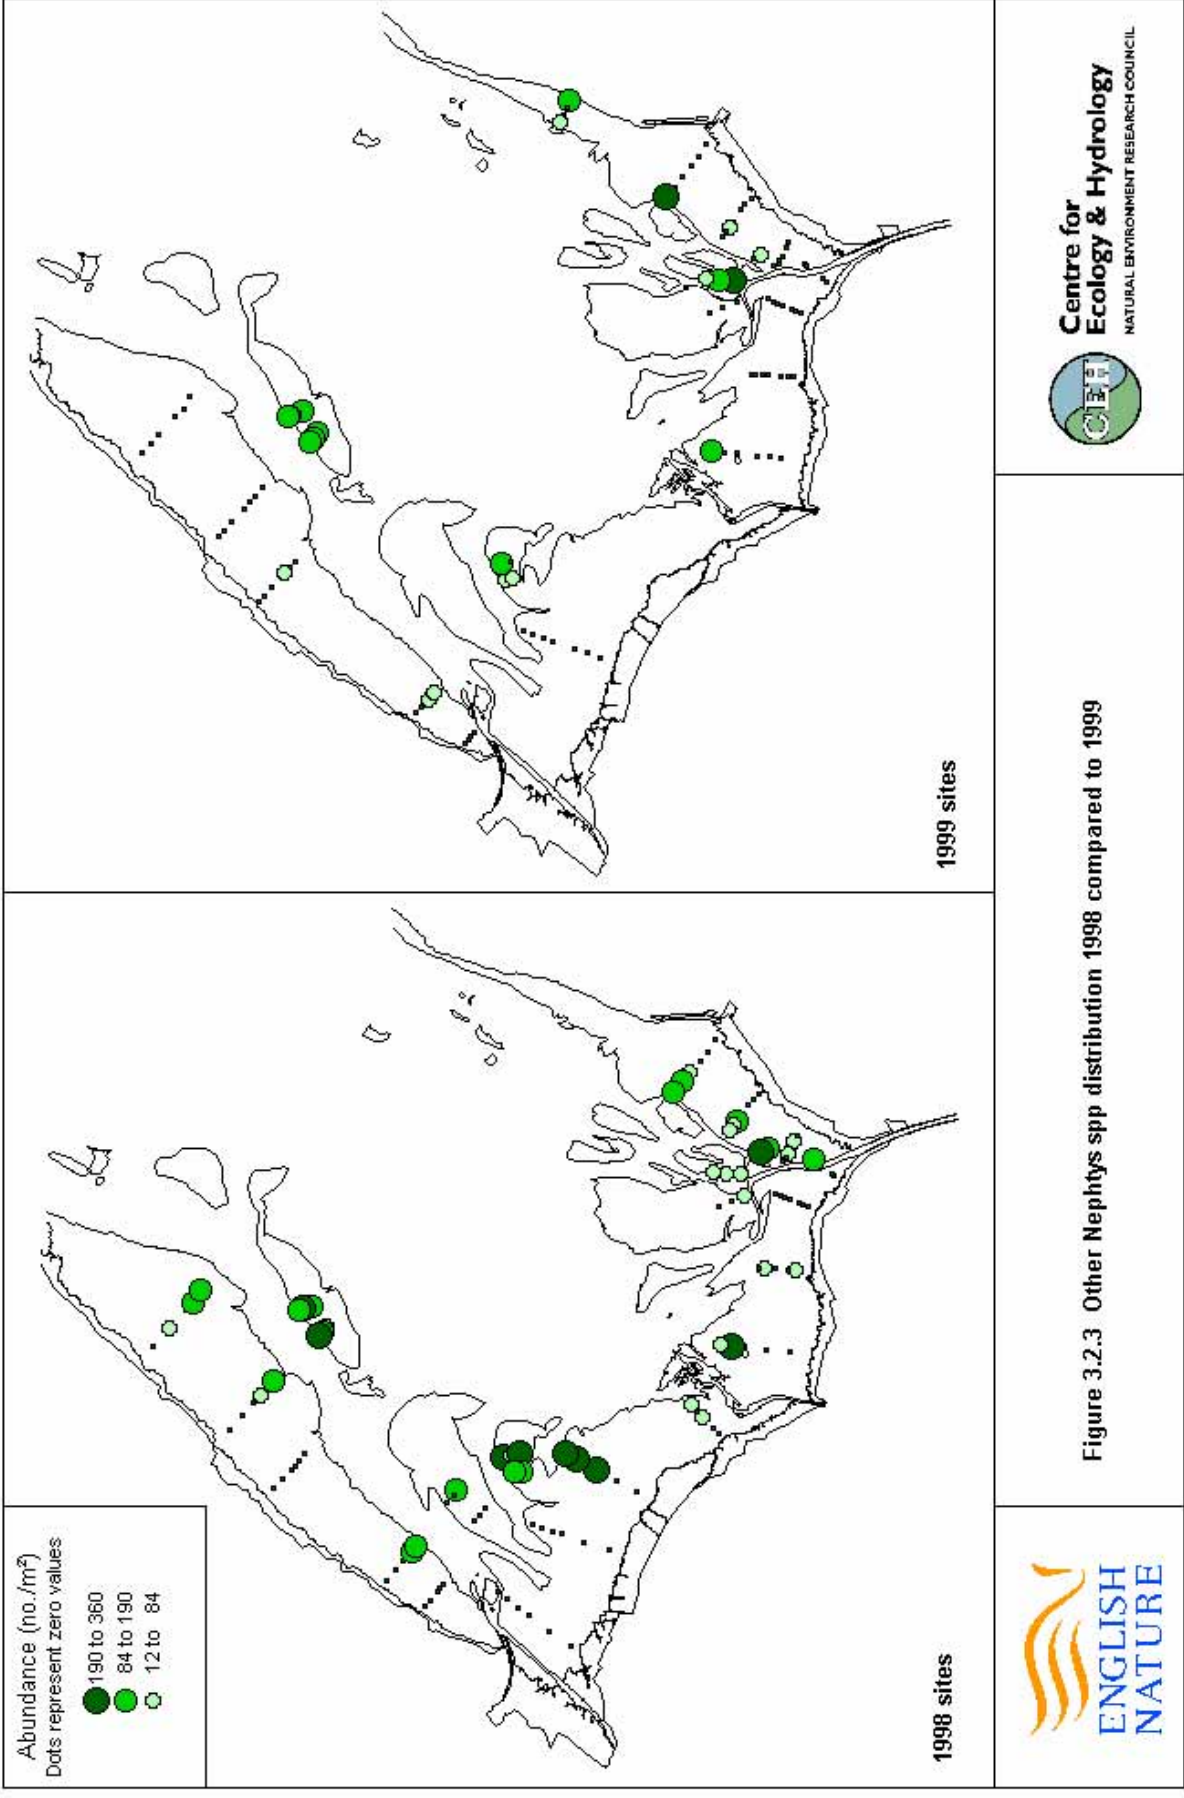 Abundance (no./m²)
Dots represent zero values
190 to 360
84 to 190
12 to 84
1998 sites
1999 sites
ENGLISH
NATURE
Figure 3.2.3 Other Nephtys spp distribution 1998 compared to 1999
CEH
Centre for
Ecology & Hydrology
NATURAL ENVIRONMENT RESEARCH COUNCIL